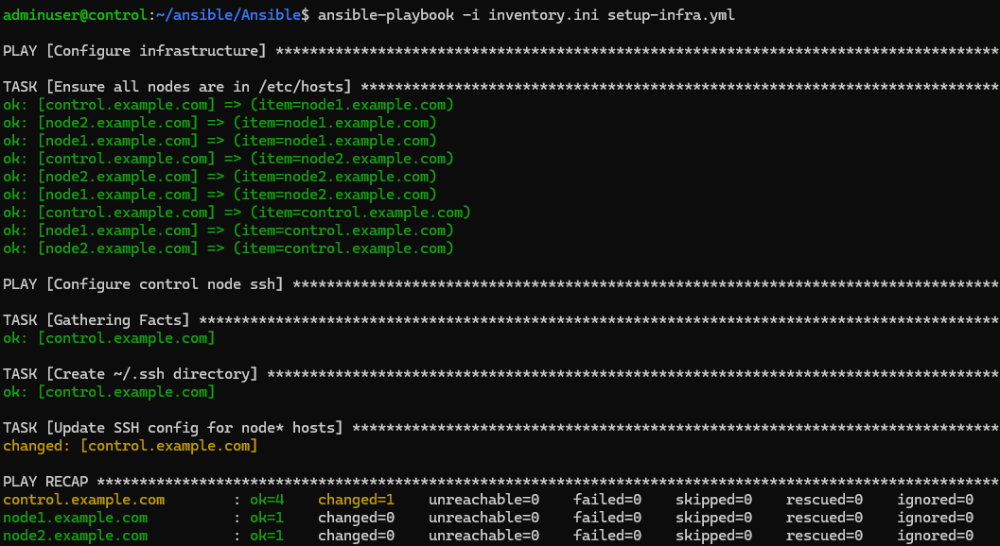 adminuser@control:~/ansible/Ansible$ ansible-playbook -i inventory.ini setup-infra.yml
PLAY [Configure infrastructure] *************************************************************************************
TASK [Ensure all nodes are in /etc/hosts] ***************************************************************************
ok: [control.example.com] => (item=node1.example.com)
ok: [node2.example.com] => (item=node1.example.com)
ok: [node1.example.com] => (item=node1.example.com)
ok: [control.example.com] => (item=node2.example.com)
ok: [node2.example.com] => (item=node2.example.com)
ok: [node1.example.com] => (item=node2.example.com)
ok: [control.example.com] => (item=control.example.com)
ok: [node1.example.com] => (item=control.example.com)
ok: [node2.example.com] => (item=control.example.com)
PLAY [Configure control node ssh] ***********************************************************************************
TASK [Gathering Facts] **********************************************************************************************
ok: [control.example.com]
TASK [Create ~/.ssh directory] **************************************************************************************
ok: [control.example.com]
TASK [Update SSH config for node* hosts] ****************************************************************************
changed: [control.example.com]
PLAY RECAP **********************************************************************************************************
control.example.com        : ok=4    changed=1    unreachable=0    failed=0    skipped=0    rescued=0    ignored=0
node1.example.com          : ok=1    changed=0    unreachable=0    failed=0    skipped=0    rescued=0    ignored=0
node2.example.com          : ok=1    changed=0    unreachable=0    failed=0    skipped=0    rescued=0    ignored=0